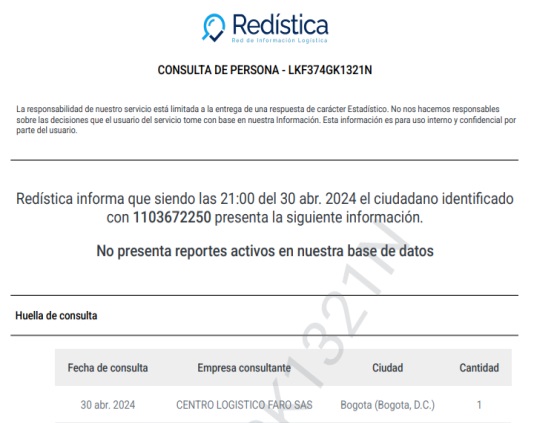 Redística
Red de Información Logística
CONSULTA DE PERSONA - LKF374GK1321N
La responsabilidad de nuestro servicio está limitada a la entrega de una respuesta de carácter Estadístico. No nos hacemos responsables
sobre las decisiones que el usuario del servicio tome con base en nuestra Información. Esta información es para uso interno y confidencial por
parte del usuario.
Redística informa que siendo las 21:00 del 30 abr. 2024 el ciudadano identificado
con 1103672250 presenta la siguiente información.
No presenta reportes activos en nuestra base de datos
Huella de consulta
Fecha de consulta Empresa consultante Ciudad Cantidad
30 abr. 2024 CENTRO LOGISTICO FARO SAS Bogota (Bogota, D.C.) 1